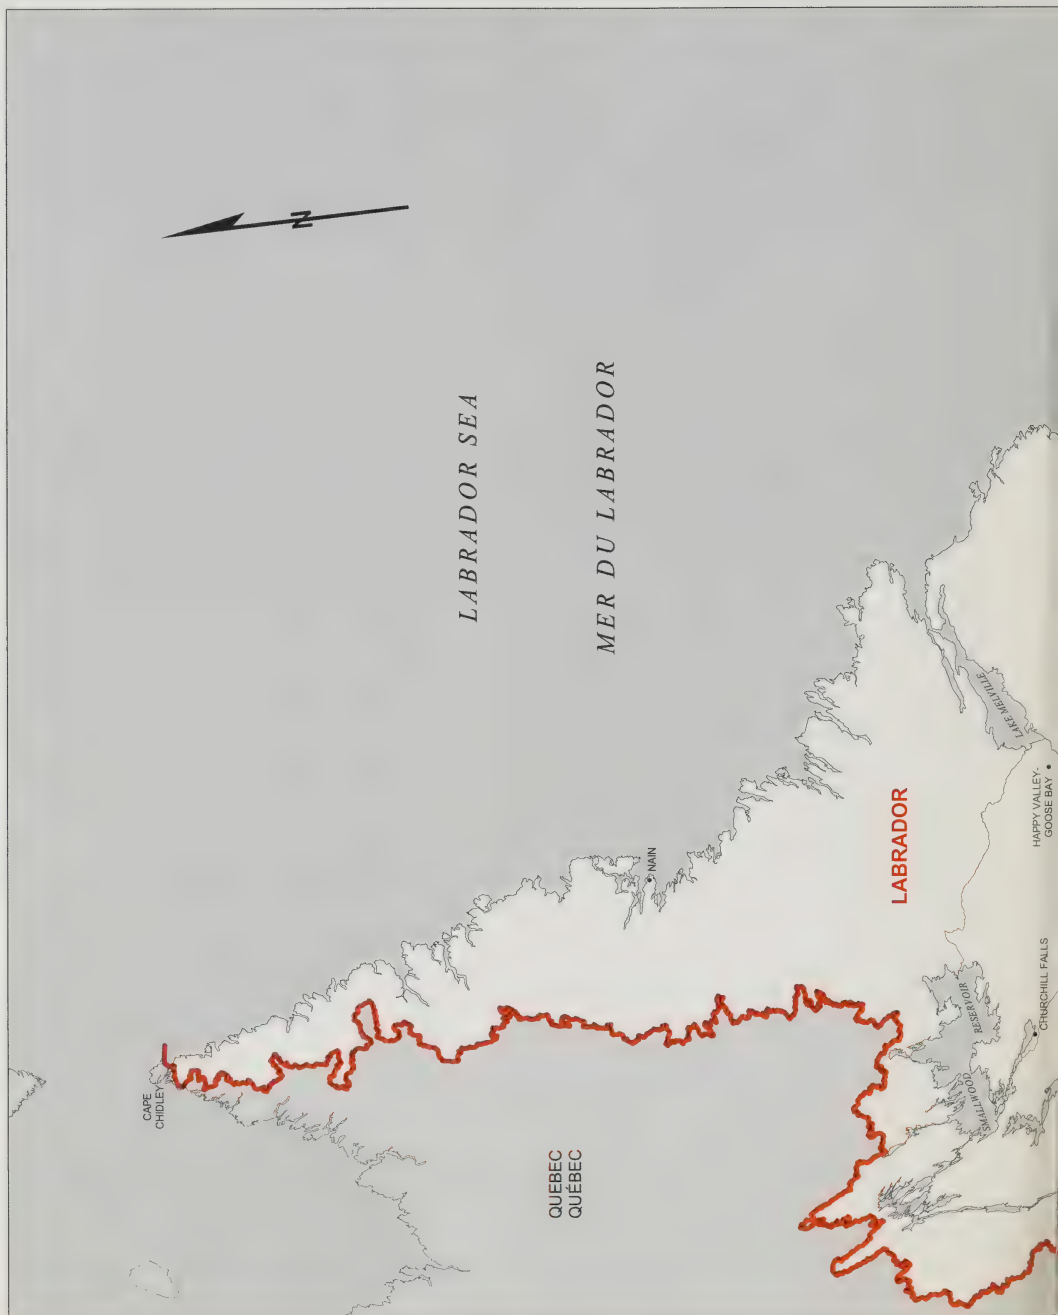 N
LABRADOR SEA
MER DU LABRADOR
CAPE
CHIDLEY
NAIN
QUEBEC
QUÉBEC
LABRADOR
LAKE MELVILLE
HAPPY VALLEY-
GOOSE BAY
SMALLWOOD RESERVOIR
CHURCHILL FALLS